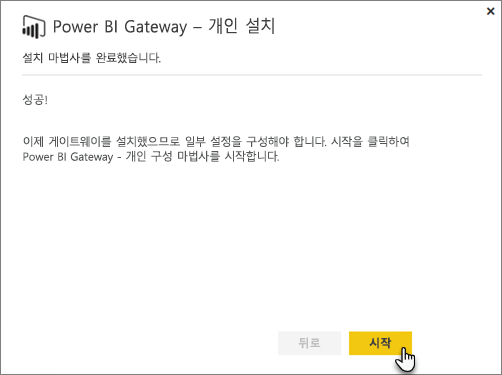 Power BI Gateway – 개인 설치
설치 마법사를 완료했습니다.
성공!
이제 게이트웨이를 설치했으므로 일부 설정을 구성해야 합니다. 시작을 클릭하여
Power BI Gateway - 개인 구성 마법사를 시작합니다.
뒤로
시작